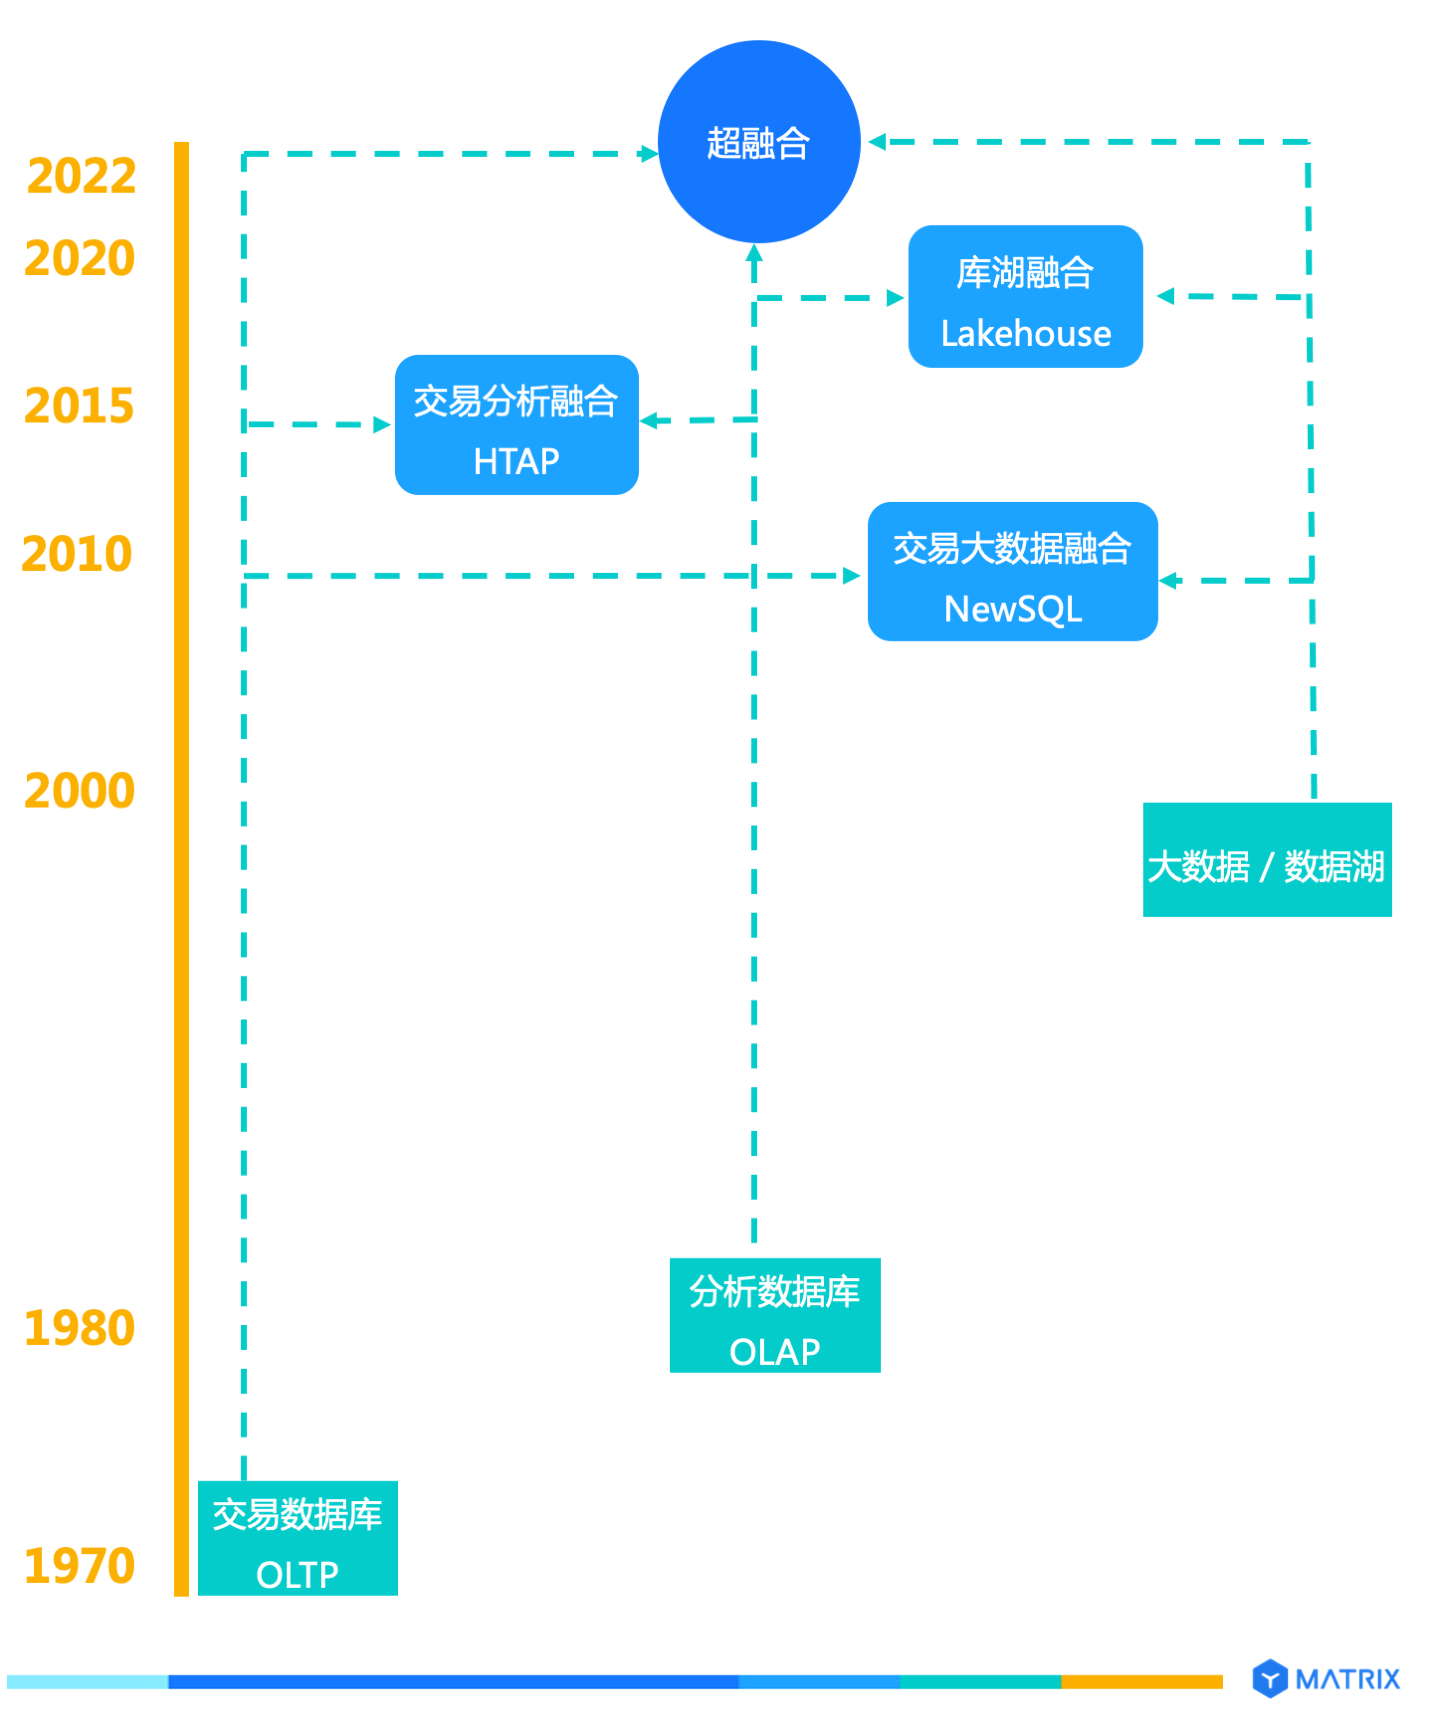 超融合
2022
2020
库湖融合
Lakehouse
2015
交易分析融合
HTAP
2010
交易大数据融合
NewSQL
2000
大数据 / 数据湖
1980
分析数据库
OLAP
1970
交易数据库
OLTP
MATRIX